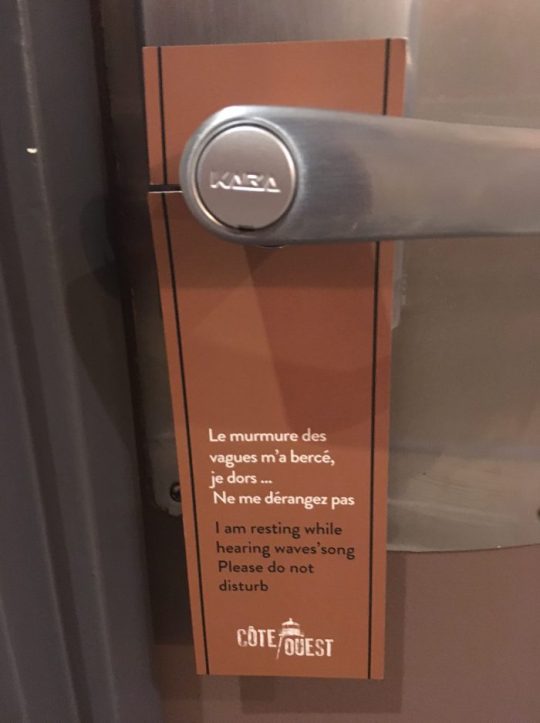 KABA
Le murmure des
vagues m'a bercé,
je dors ...
Ne me dérangez pas
I am resting while
hearing waves'song
Please do not
disturb
CÔTE OUEST